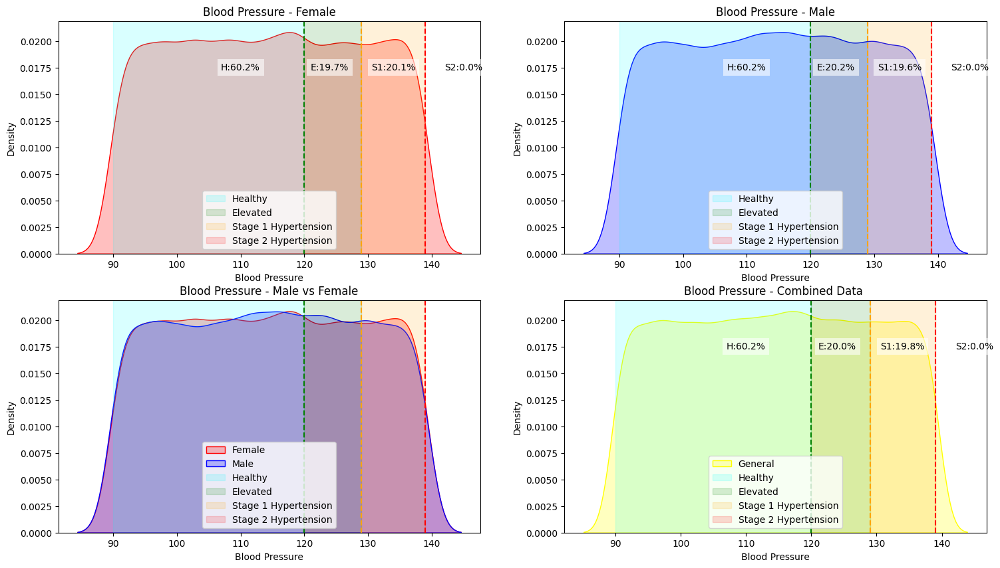 Blood Pressure - Female
Density
0.0200
0.0175
0.0150
0.0125
0.0100
0.0075
0.0050
0.0025
0.0000
H:60.2%
E:19.7%
S1:20.1%
S2:0.0%
Healthy
Elevated
Stage 1 Hypertension
Stage 2 Hypertension
90 100 110 120 130 140
Blood Pressure
Blood Pressure - Male
Density
0.0200
0.0175
0.0150
0.0125
0.0100
0.0075
0.0050
0.0025
0.0000
H:60.2%
E:20.2%
S1:19.6%
S2:0.0%
Healthy
Elevated
Stage 1 Hypertension
Stage 2 Hypertension
90 100 110 120 130 140
Blood Pressure
Blood Pressure - Male vs Female
Density
0.0200
0.0175
0.0150
0.0125
0.0100
0.0075
0.0050
0.0025
0.0000
Female
Male
Healthy
Elevated
Stage 1 Hypertension
Stage 2 Hypertension
90 100 110 120 130 140
Blood Pressure
Blood Pressure - Combined Data
Density
0.0200
0.0175
0.0150
0.0125
0.0100
0.0075
0.0050
0.0025
0.0000
H:60.2%
E:20.0%
S1:19.8%
S2:0.0%
General
Healthy
Elevated
Stage 1 Hypertension
Stage 2 Hypertension
90 100 110 120 130 140
Blood Pressure